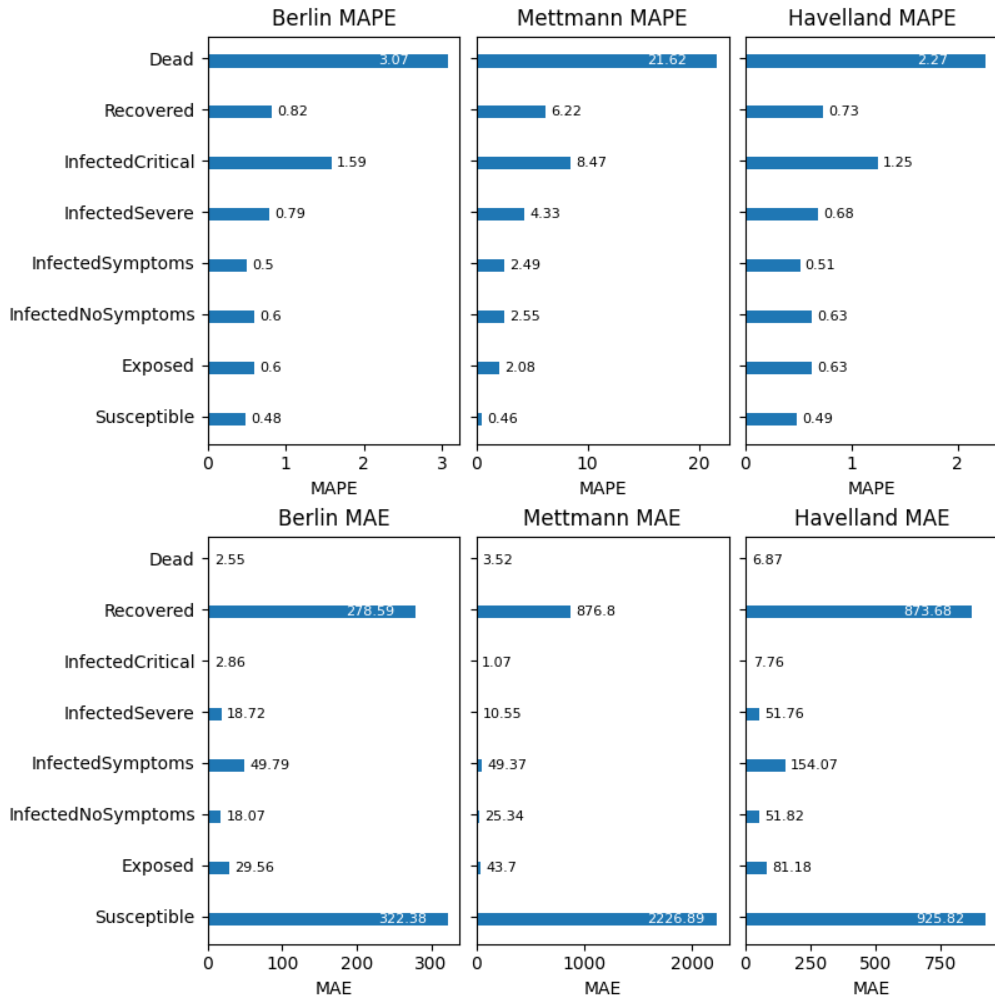 Berlin MAPE Mettmann MAPE Havelland MAPE
Dead 3.07 21.62 2.27
Recovered 0.82 6.22 0.73
InfectedCritical 1.59 8.47 1.25
InfectedSevere 0.79 4.33 0.68
InfectedSymptoms 0.5 2.49 0.51
InfectedNoSymptoms 0.6 2.55 0.63
Exposed 0.6 2.08 0.63
Susceptible 0.48 0.46 0.49
0 1 2 3 0 10 20 0 1 2
MAPE MAPE MAPE
Berlin MAE Mettmann MAE Havelland MAE
Dead 2.55 3.52 6.87
Recovered 278.59 876.8 873.68
InfectedCritical 2.86 1.07 7.76
InfectedSevere 18.72 10.55 51.76
InfectedSymptoms 49.79 49.37 154.07
InfectedNoSymptoms 18.07 25.34 51.82
Exposed 29.56 43.7 81.18
Susceptible 322.38 2226.89 925.82
0 100 200 300 0 1000 2000 0 250 500 750
MAE MAE MAE